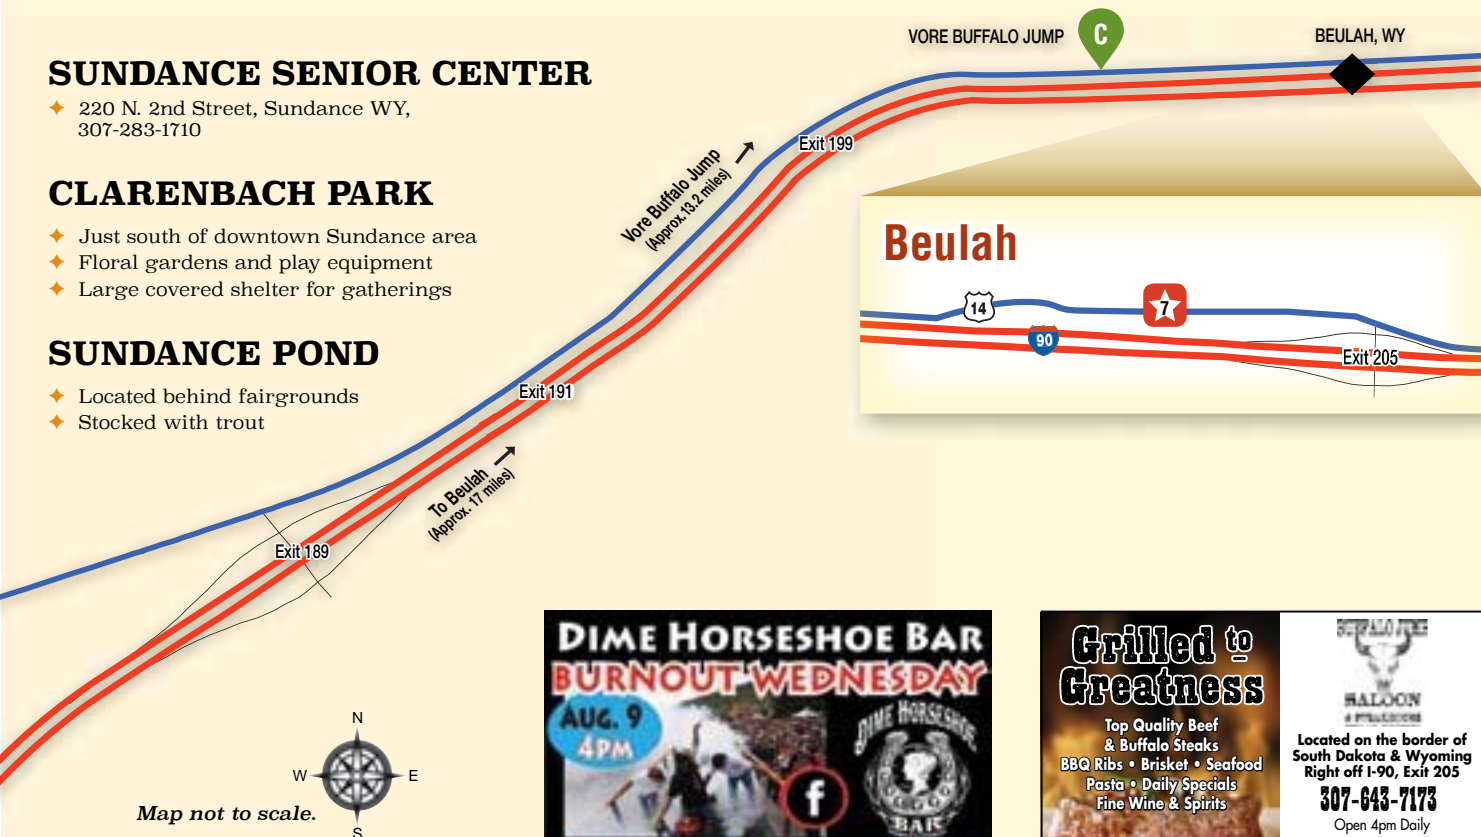 SUNDANCE SENIOR CENTER
220 N. 2nd Street, Sundance WY,
307-283-1710
CLARENBACH PARK
Just south of downtown Sundance area
Floral gardens and play equipment
Large covered shelter for gatherings
SUNDANCE POND
Located behind fairgrounds
Stocked with trout
VORE BUFFALO JUMP
C
BEULAH, WY
Exit 199
Vore Buffalo Jump
(Approx.13.2 miles)
Exit 191
To Beulah
(Approx. 17 miles)
Exit 189
Beulah
14
7
90
Exit 205
N
W
E
S
Map not to scale.
DIME HORSESHOE BAR
BURNOUT WEDNESDAY
AUG. 9
4PM
f
DIME HORSESHOE
BAR
Grilled to
Greatness
Top Quality Beef
& Buffalo Steaks
BBQ Ribs • Brisket • Seafood
Pasta • Daily Specials
Fine Wine & Spirits
BUFFALO JUMP
SALOON
& STEAKHOUSE
Located on the border of
South Dakota & Wyoming
Right off I-90, Exit 205
307-643-7173
Open 4pm Daily